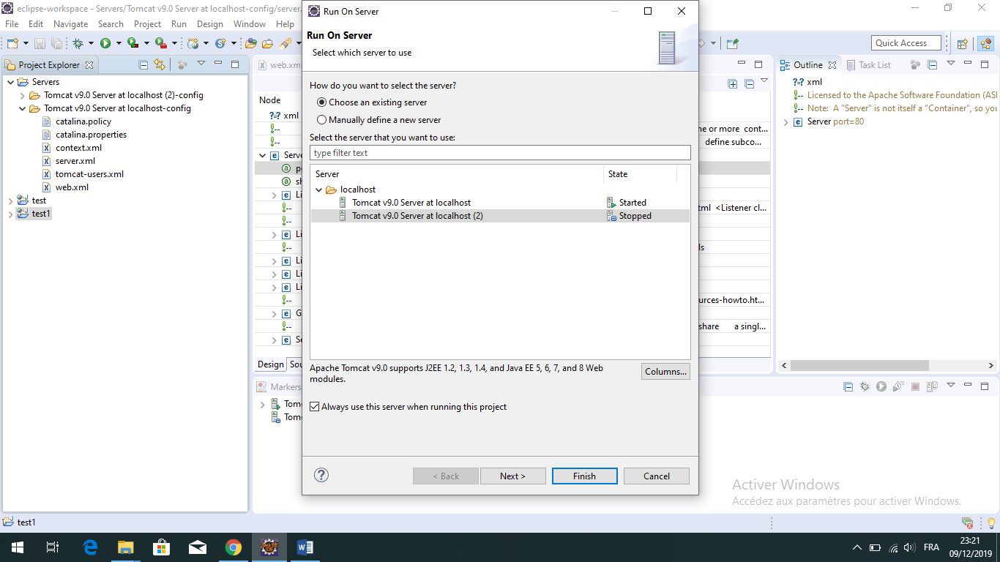 eclipse-workspace - Servers/Tomcat v9.0 Server at localhost-config/server.
File Edit Navigate Search Project Run Design Window Help
Quick Access
Project Explorer
Servers
Tomcat v9.0 Server at localhost (2)-config
Tomcat v9.0 Server at localhost-config
catalina.policy
catalina.properties
context.xml
server.xml
tomcat-users.xml
web.xml
test
test1
web.xm
Node
?=? xml
!--
!--
Serve
p
sh
Li
!--
!--
Li
!--
Li
Li
Li
!--
G
!--
Se
ne or more cont...
define subco...
tml <Listener cl...
ls
urces-howto.ht...
share a singl...
Design Sou
Markers
Tomc
Tomc
Run On Server
Run On Server
Select which server to use
How do you want to select the server?
Choose an existing server
Manually define a new server
Select the server that you want to use:
type filter text
Server State
localhost
Tomcat v9.0 Server at localhost Started
Tomcat v9.0 Server at localhost (2) Stopped
Apache Tomcat v9.0 supports J2EE 1.2, 1.3, 1.4, and Java EE 5, 6, 7, and 8 Web
modules.
Columns...
Always use this server when running this project
< Back Next > Finish Cancel
Outline Task List
?=? xml
!-- Licensed to the Apache Software Foundation (AS
!-- Note: A "Server" is not itself a "Container", so you
Server port=80
Activer Windows
Accédez aux paramètres pour activer Windows.
test1
FRA
23:21
09/12/2019